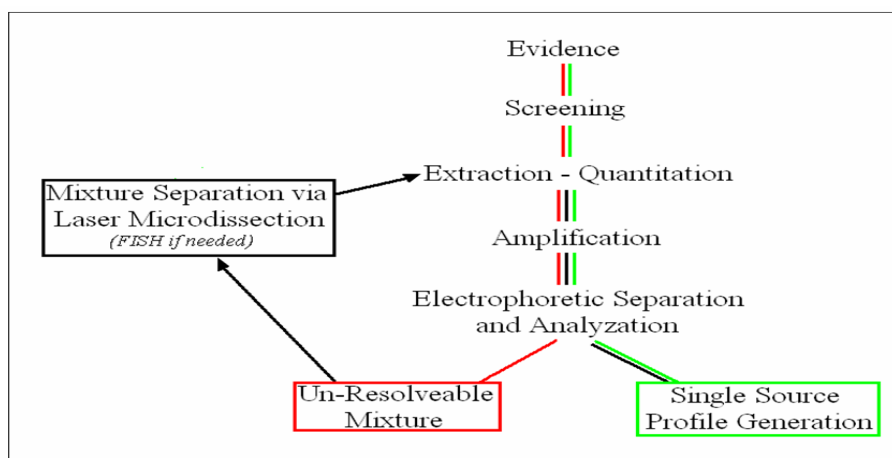 Evidence
Screening
Extraction - Quantitation
Mixture Separation via
Laser Microdissection
(FISH if needed)
Amplification
Electrophoretic Separation
and Analyzation
Un-Resolveable
Mixture
Single Source
Profile Generation